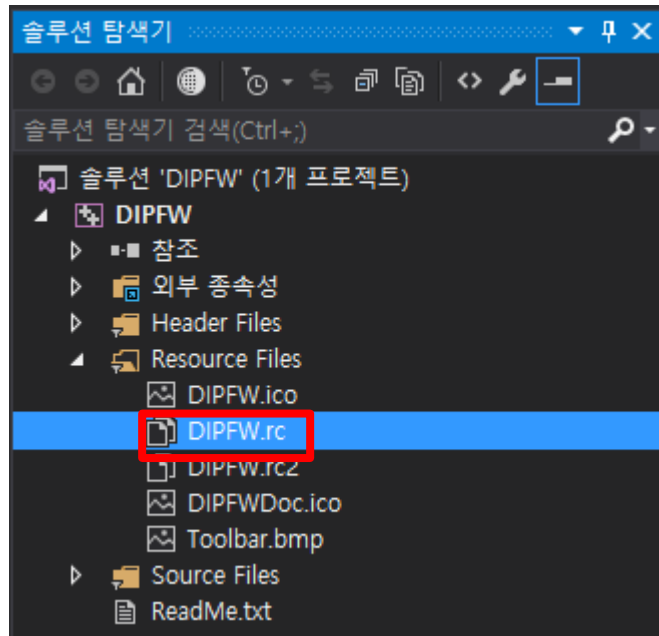 솔루션 탐색기
솔루션 탐색기 검색(Ctrl+;)
솔루션 'DIPFW' (1개 프로젝트)
DIPFW
참조
외부 종속성
Header Files
Resource Files
DIPFW.ico
DIPFW.rc
DIPFW.rc2
DIPFWDoc.ico
Toolbar.bmp
Source Files
ReadMe.txt